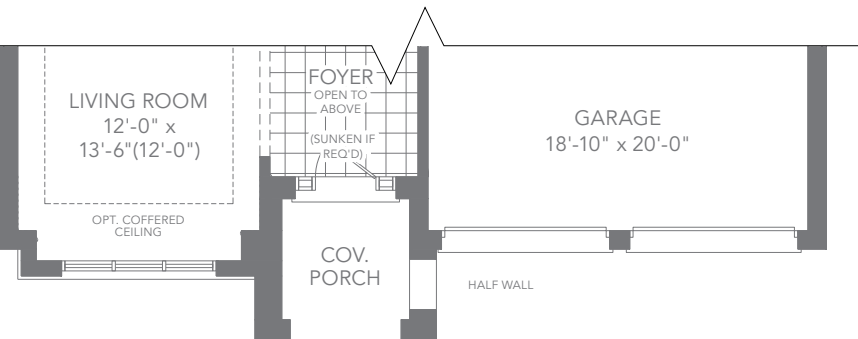 LIVING ROOM
12'-0" x
13'-6"(12'-0")
OPT. COFFERED
CEILING
FOYER
OPEN TO
ABOVE
(SUNKEN IF
REQ'D)
COV.
PORCH
GARAGE
18'-10" x 20'-0"
HALF WALL